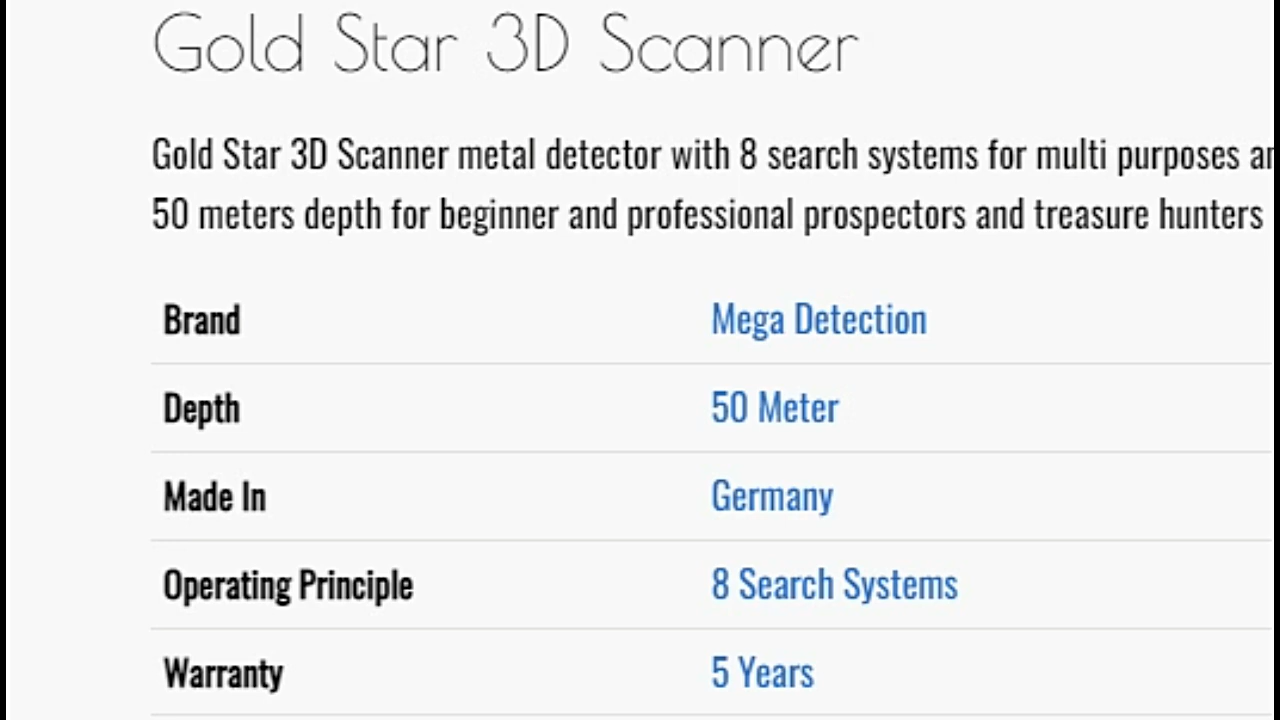 Gold Star 3D Scanner
Gold Star 3D Scanner metal detector with 8 search systems for multi purposes
50 meters depth for beginner and professional prospectors and treasure hunters
Brand Mega Detection
Depth 50 Meter
Made In Germany
Operating Principle 8 Search Systems
Warranty 5 Years